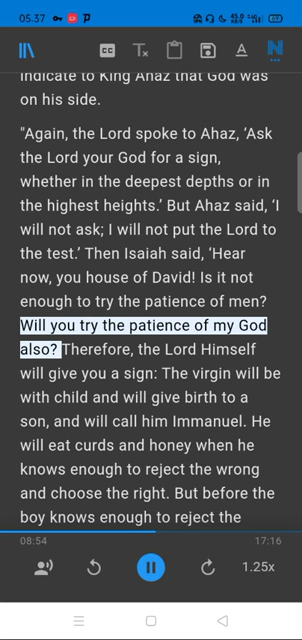 05.37
CC
indicate to King Ahaz that God was
on his side.
"Again, the Lord spoke to Ahaz, ‘Ask
the Lord your God for a sign,
whether in the deepest depths or in
the highest heights.’ But Ahaz said, ‘I
will not ask; I will not put the Lord to
the test.’ Then Isaiah said, ‘Hear
now, you house of David! Is it not
enough to try the patience of men?
Will you try the patience of my God
also? Therefore, the Lord Himself
will give you a sign: The virgin will be
with child and will give birth to a
son, and will call him Immanuel. He
will eat curds and honey when he
knows enough to reject the wrong
and choose the right. But before the
boy knows enough to reject the
08:54 17:16
1.25x